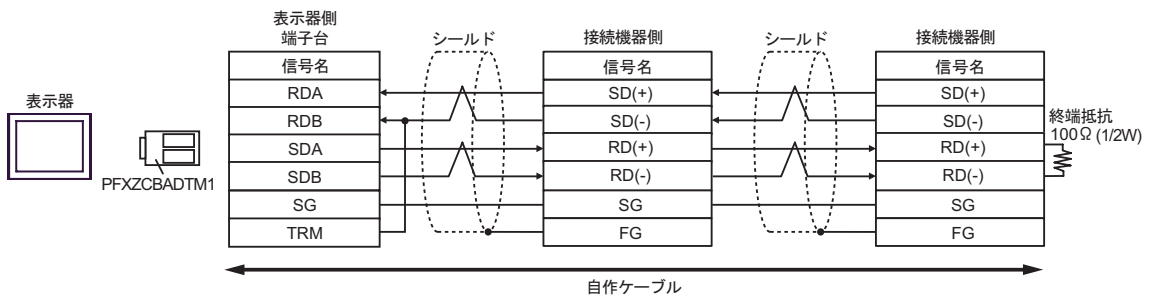 表示器
PFXZCBADTM1
表示器側
端子台
信号名
RDA
RDB
SDA
SDB
SG
TRM
シールド
接続機器側
信号名
SD(+)
SD(-)
RD(+)
RD(-)
SG
FG
シールド
接続機器側
信号名
SD(+)
SD(-)
RD(+)
RD(-)
SG
FG
終端抵抗
100Ω (1/2W)
自作ケーブル